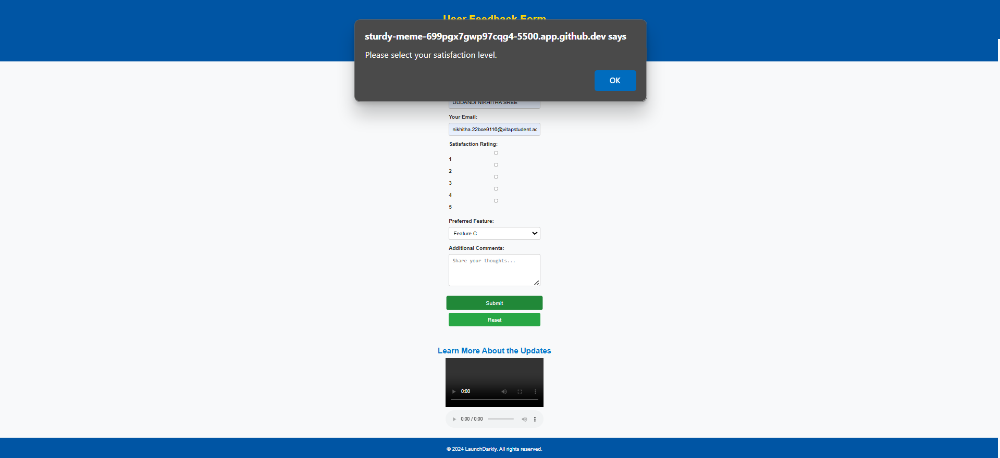 User Feedback Form
sturdy-meme-699pgx7gwp97cqg4-5500.app.github.dev says
Please select your satisfaction level.
OK
UDDANDI NIKHITHA SREE
Your Email:
nikhitha.22bce9116@vitapstudent.ac
Satisfaction Rating:
1
2
3
4
5
Preferred Feature:
Feature C
Additional Comments:
Share your thoughts...
Submit
Reset
Learn More About the Updates
0:00
0:00 / 0:00
© 2024 LaunchDarkly. All rights reserved.